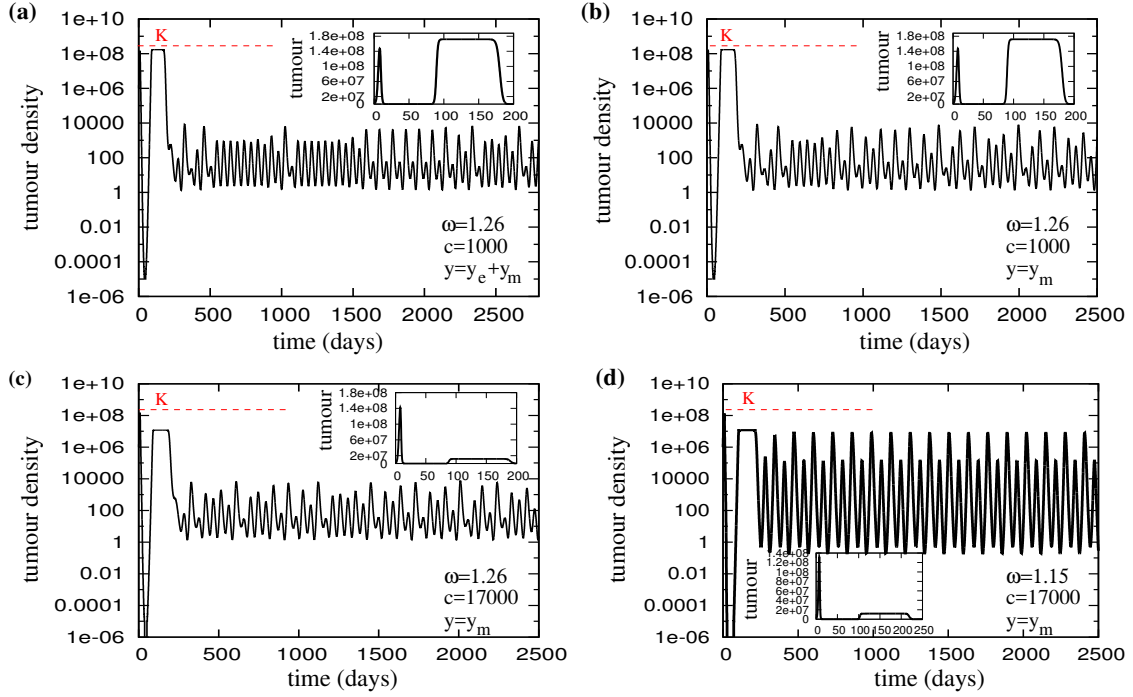 (a)
1e+10
1e+08
10000
100
1
0.01
0.0001
1e-06
K
tumour density
0 500 1000 1500 2000 2500
time (days)
1.8e+08
1.4e+08
1e+08
6e+07
2e+07
0
tumour
0 50 100 150 200
ω=1.26
c=1000
y=y_e+y_m
(b)
1e+10
1e+08
10000
100
1
0.01
0.0001
1e-06
K
tumour density
0 500 1000 1500 2000 2500
time (days)
1.8e+08
1.4e+08
1e+08
6e+07
2e+07
0
tumour
0 50 100 150 200
ω=1.26
c=1000
y=y_m
(c)
1e+10
1e+08
1e+06
10000
100
1
0.01
0.0001
1e-06
K
tumour density
0 500 1000 1500 2000 2500
time (days)
1.8e+08
1.4e+08
1e+08
6e+07
2e+07
0
tumour
0 50 100 150 200
ω=1.26
c=17000
y=y_m
(d)
1e+10
1e+08
1e+06
10000
100
1
0.01
0.0001
1e-06
K
tumour density
0 500 1000 1500 2000 2500
time (days)
1.4e+08
1.2e+08
1e+08
8e+07
6e+07
4e+07
2e+07
0
tumour
0 50 100 150 200 250
ω=1.15
c=17000
y=y_m